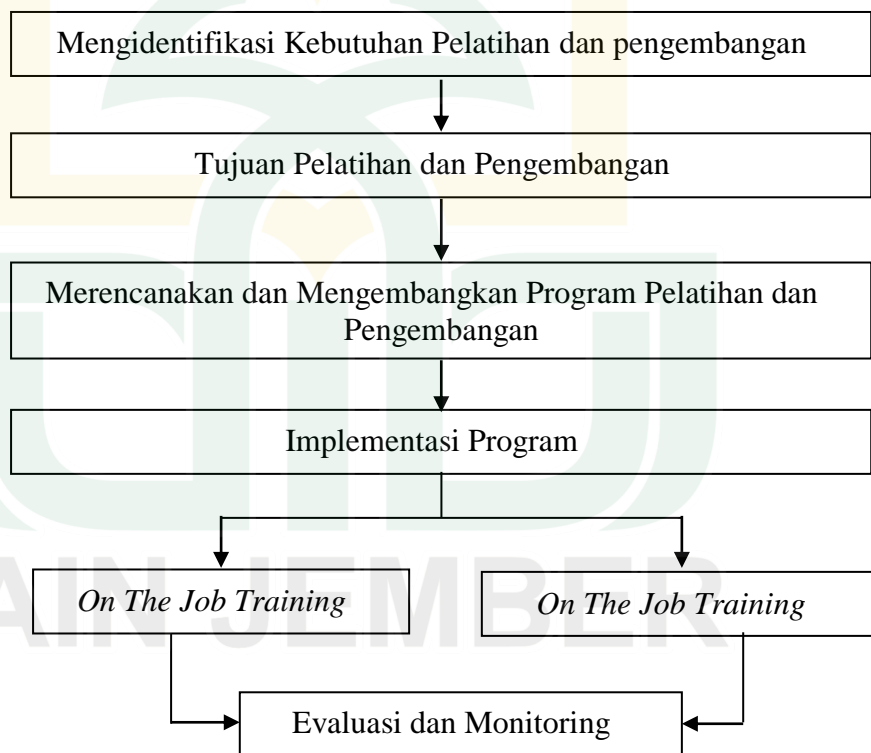 Mengidentifikasi Kebutuhan Pelatihan dan pengembangan
Tujuan Pelatihan dan Pengembangan
Merencanakan dan Mengembangkan Program Pelatihan dan
Pengembangan
Implementasi Program
On The Job Training
On The Job Training
AIN JEMBER
Evaluasi dan Monitoring